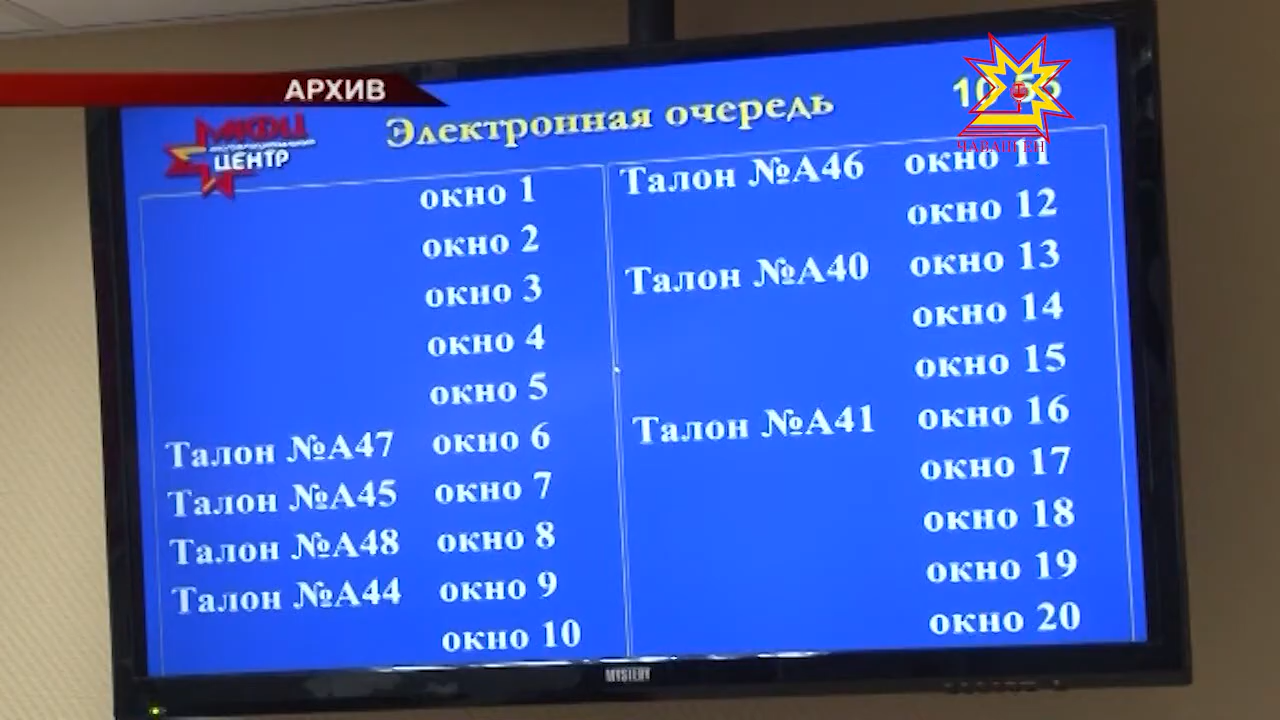 АРХИВ
Электронная очередь
ЦЕНТР
окно 1
окно 2
окно 3
окно 4
окно 5
Талон №А47 окно 6
Талон №А45 окно 7
Талон №А48 окно 8
Талон №А44 окно 9
окно 10
Талон №А46 окно 11
окно 12
Талон №А40 окно 13
окно 14
окно 15
Талон №А41 окно 16
окно 17
окно 18
окно 19
окно 20
MYSTERY